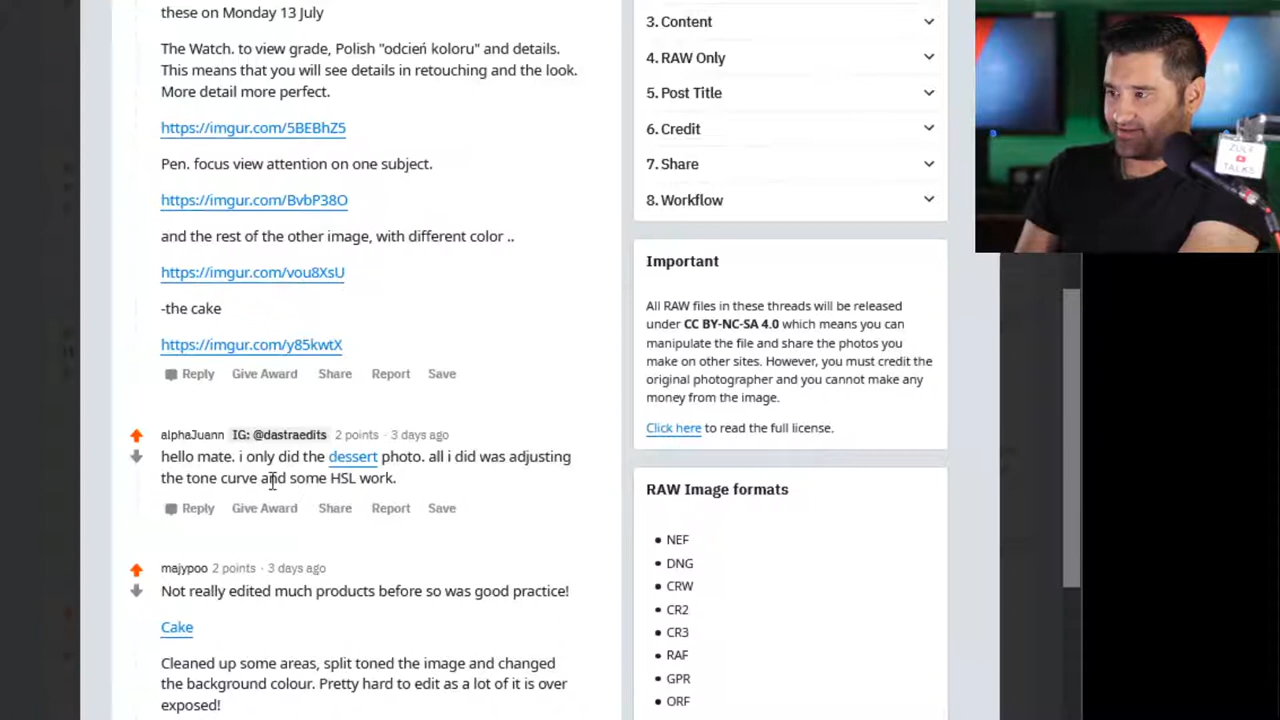 these on Monday 13 July
The Watch. to view grade, Polish "odcień koloru" and details.
This means that you will see details in retouching and the look.
More detail more perfect.
https://imgur.com/5BEBhZ5
Pen. focus view attention on one subject.
https://imgur.com/BvbP38O
and the rest of the other image, with different color ..
https://imgur.com/vou8XsU
-the cake
https://imgur.com/y85kwtX
Reply Give Award Share Report Save
alphaJuann IG: @dastraedits 2 points · 3 days ago
hello mate. i only did the dessert photo. all i did was adjusting
the tone curve and some HSL work.
Reply Give Award Share Report Save
majypoo 2 points · 3 days ago
Not really edited much products before so was good practice!
Cake
Cleaned up some areas, split toned the image and changed
the background colour. Pretty hard to edit as a lot of it is over
exposed!
3. Content
4. RAW Only
5. Post Title
6. Credit
7. Share
8. Workflow
Important
All RAW files in these threads will be released
under CC BY-NC-SA 4.0 which means you can
manipulate the file and share the photos you
make on other sites. However, you must credit the
original photographer and you cannot make any
money from the image.
Click here to read the full license.
RAW Image formats
• NEF
• DNG
• CRW
• CR2
• CR3
• RAF
• GPR
• ORF
ZULF
TALKS